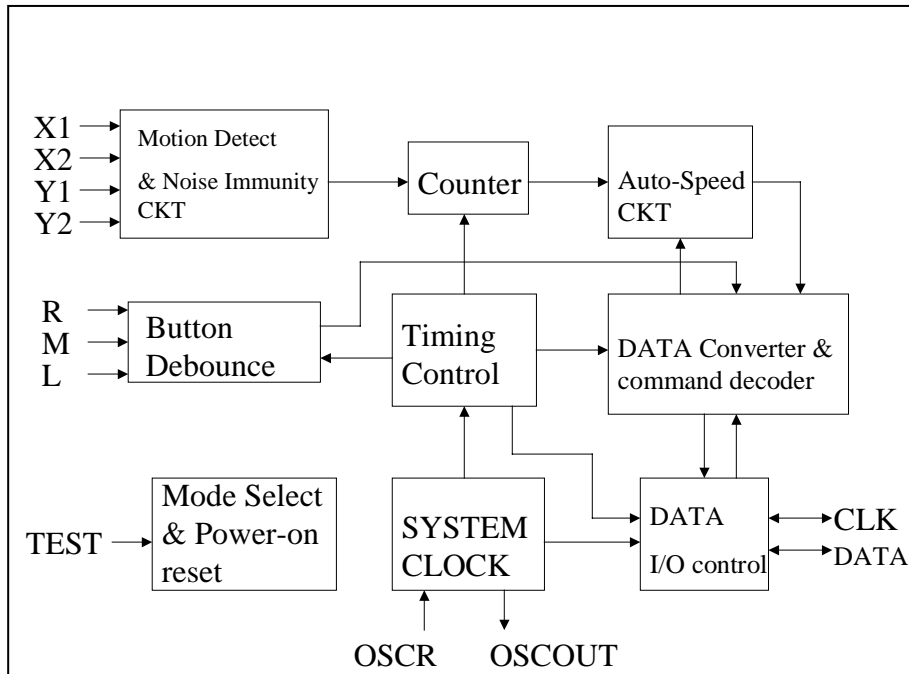 X1
X2
Y1
Y2
Motion Detect
& Noise Immunity
CKT
Counter
Auto-Speed
CKT
R
M
L
Button
Debounce
Timing
Control
DATA Converter &
command decoder
TEST
Mode Select
& Power-on
reset
SYSTEM
CLOCK
DATA
I/O control
CLK
DATA
OSCR
OSCOUT